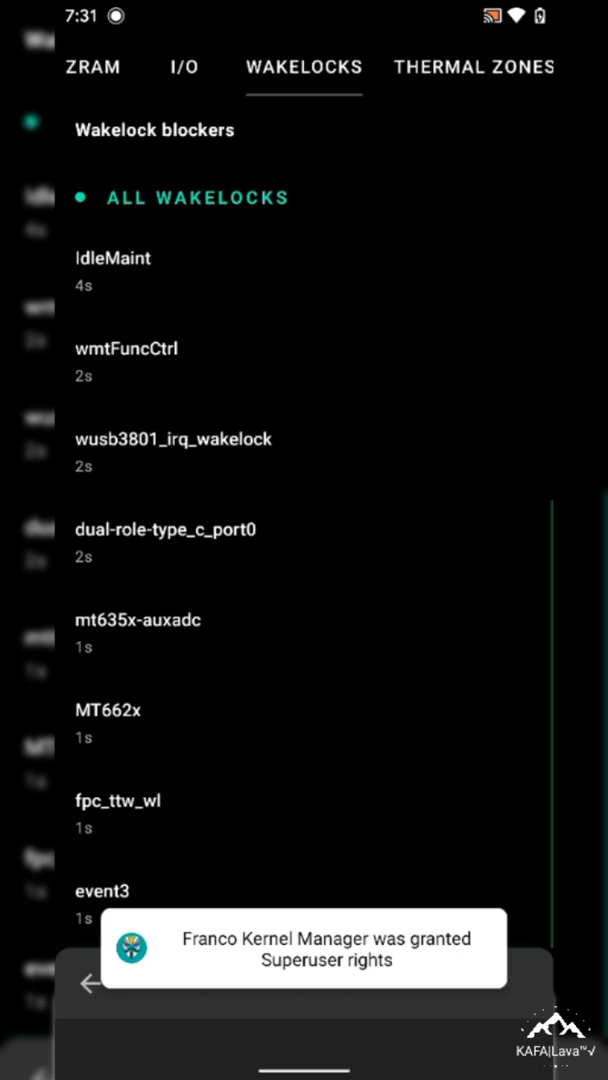 7:31
ZRAM I/O WAKELOCKS THERMAL ZONES
Wakelock blockers
ALL WAKELOCKS
IdleMaint
4s
wmtFuncCtrl
2s
wusb3801_irq_wakelock
2s
dual-role-type_c_port0
2s
mt635x-auxadc
1s
MT662x
1s
fpc_ttw_wl
1s
event3
1s
Franco Kernel Manager was granted
Superuser rights
KAFA|Lava™√